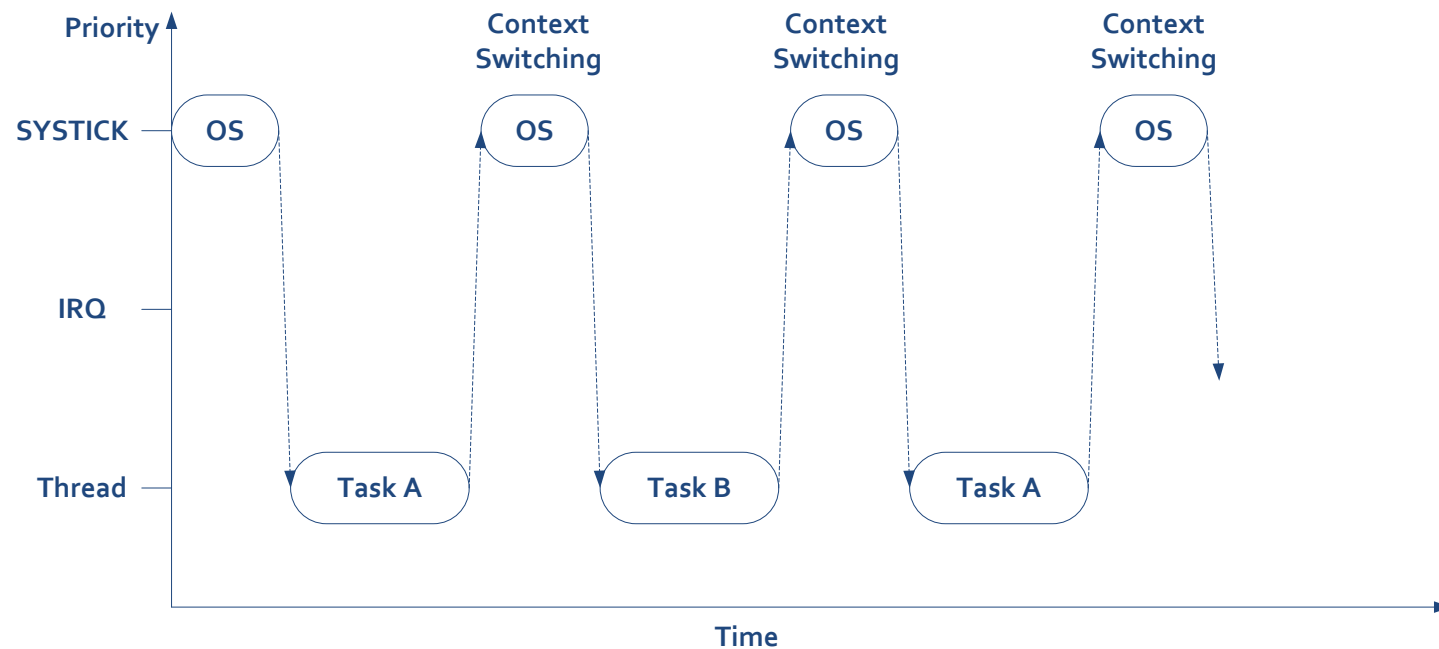 Priority
Context
Switching
Context
Switching
Context
Switching
SYSTICK
OS
OS
OS
OS
IRQ
Thread
Task A
Task B
Task A
Time